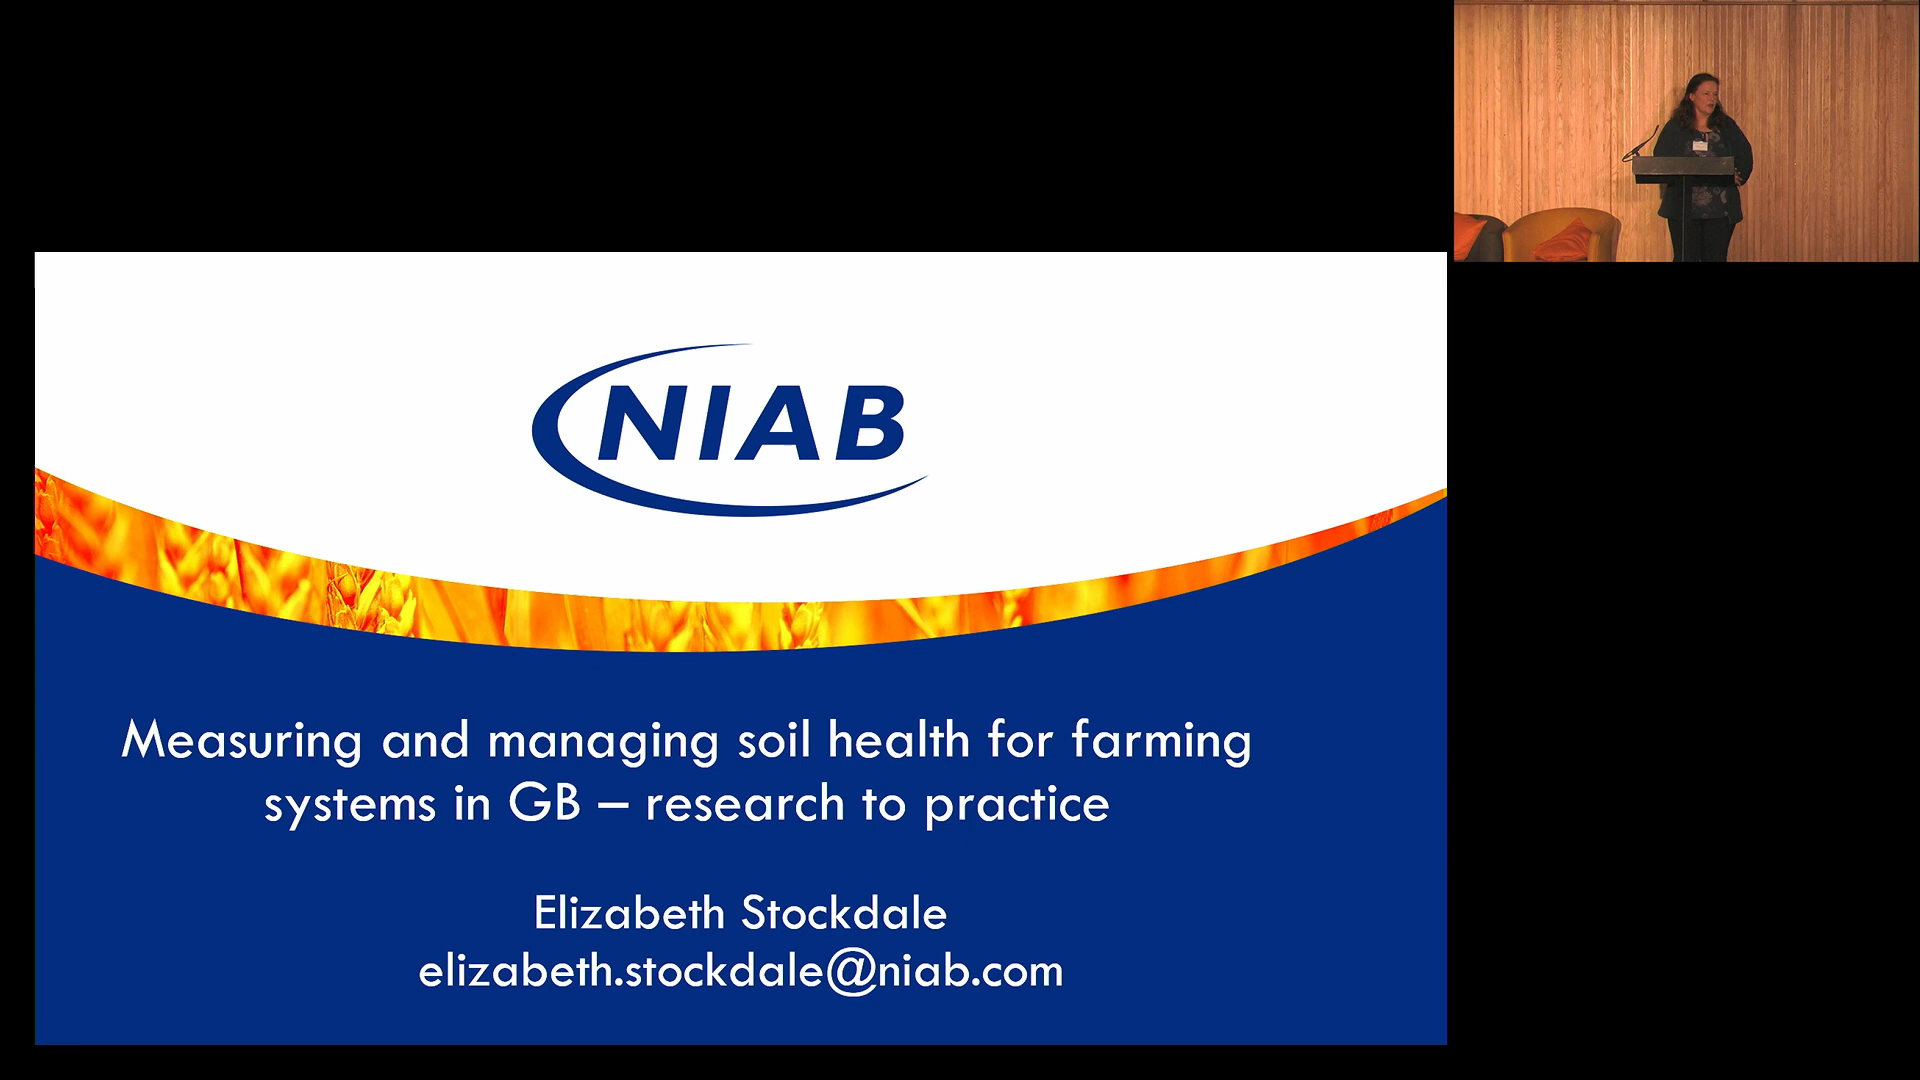 NIAB
Measuring and managing soil health for farming
systems in GB – research to practice
Elizabeth Stockdale
elizabeth.stockdale@niab.com